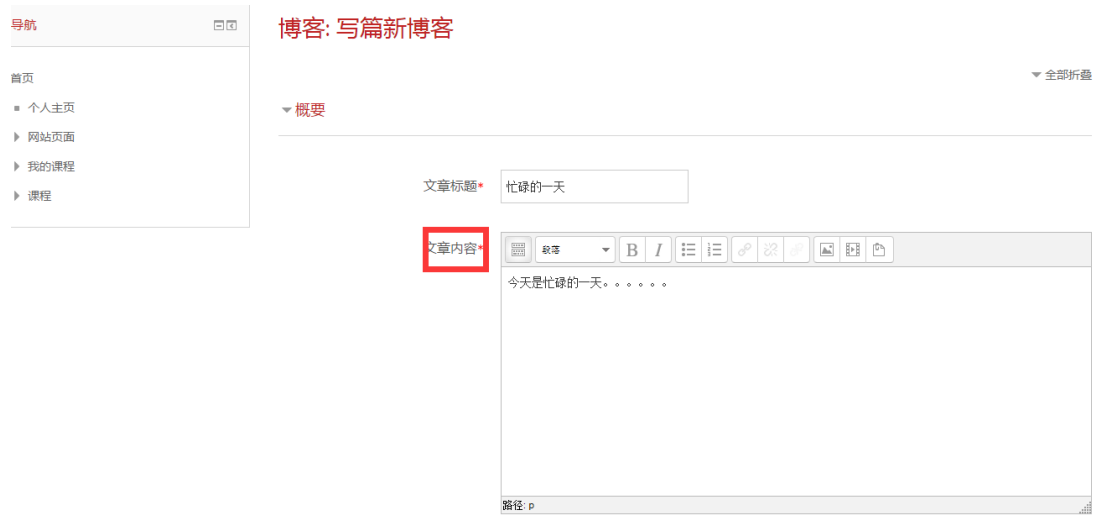 导航
博客: 写篇新博客
首页
全部折叠
个人主页
概要
网站页面
我的课程
课程
文章标题*
忙碌的一天
文章内容*
段落
B I
今天是忙碌的一天。。。。。。
路径: p